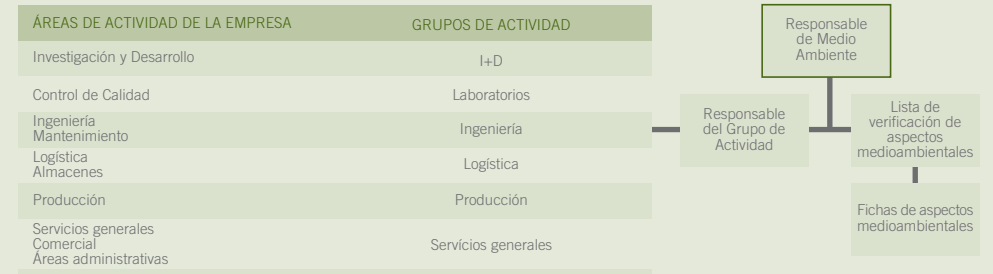 ÁREAS DE ACTIVIDAD DE LA EMPRESA
GRUPOS DE ACTIVIDAD
Investigación y Desarrollo
I+D
Control de Calidad
Laboratorios
Ingeniería
Mantenimiento
Ingeniería
Logística
Almacenes
Logística
Producción
Producción
Servicios generales
Comercial
Áreas administrativas
Servícios generales
Responsable
de Medio
Ambiente
Responsable
del Grupo de
Actividad
Lista de
verificación de
aspectos
medioambientales
Fichas de aspectos
medioambientales